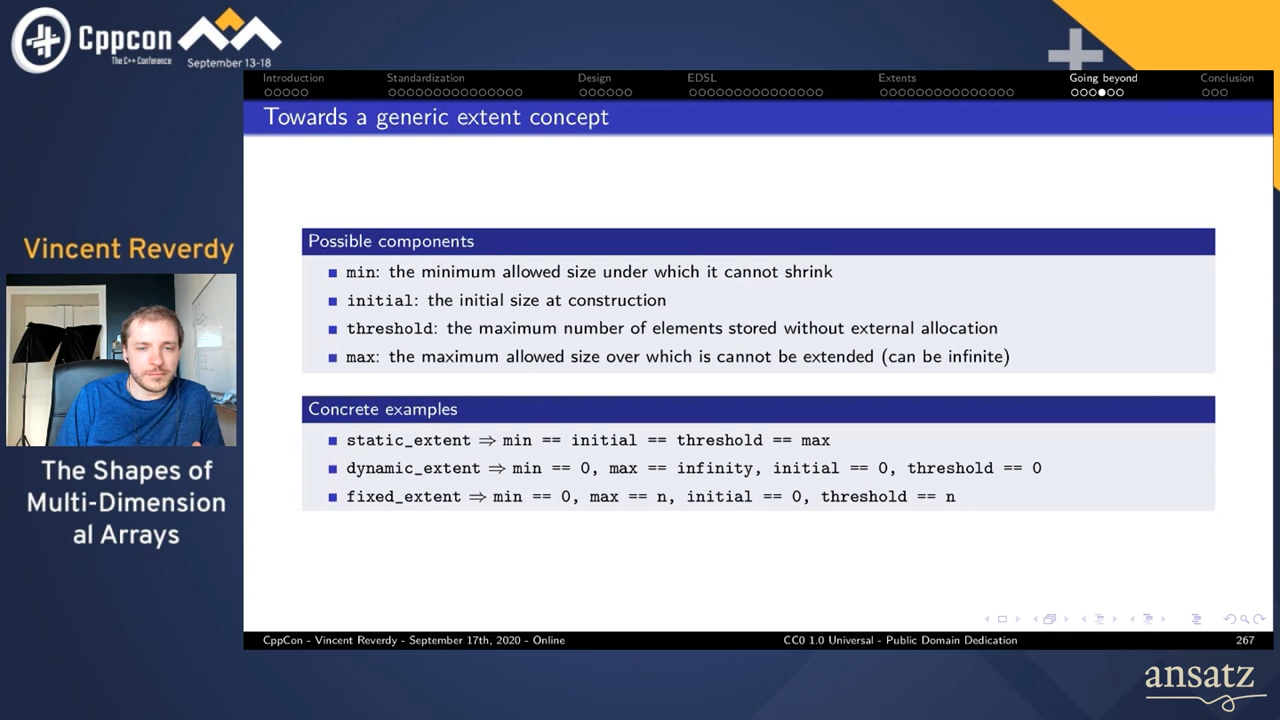 Cppcon
The C++ Conference
September 13-18
Introduction
Standardization
Design
EDSL
Extents
Going beyond
Conclusion
Towards a generic extent concept
Vincent Reverdy
The Shapes of
Multi-Dimension
al Arrays
Possible components
min: the minimum allowed size under which it cannot shrink
initial: the initial size at construction
threshold: the maximum number of elements stored without external allocation
max: the maximum allowed size over which is cannot be extended (can be infinite)
Concrete examples
static_extent ⇒ min == initial == threshold == max
dynamic_extent ⇒ min == 0, max == infinity, initial == 0, threshold == 0
fixed_extent ⇒ min == 0, max == n, initial == 0, threshold == n
CppCon - Vincent Reverdy - September 17th, 2020 - Online
CC0 1.0 Universal - Public Domain Dedication
267
ansatz